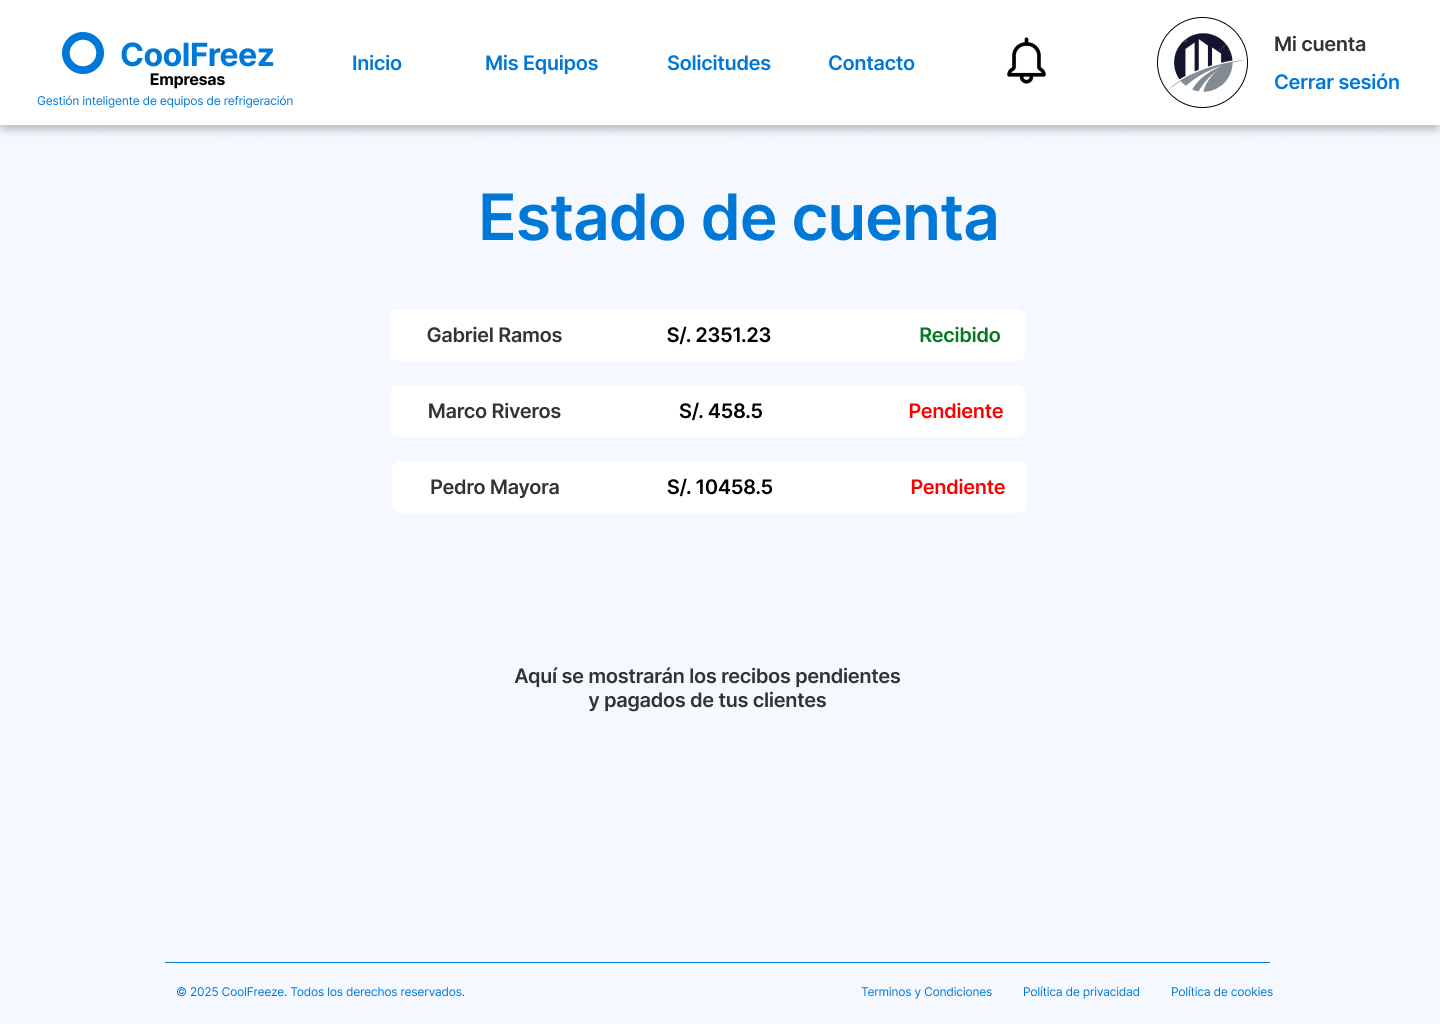 CoolFreez
Empresas
Gestión inteligente de equipos de refrigeración
Inicio
Mis Equipos
Solicitudes
Contacto
Mi cuenta
Cerrar sesión
Estado de cuenta
Gabriel Ramos S/. 2351.23 Recibido
Marco Riveros S/. 458.5 Pendiente
Pedro Mayora S/. 10458.5 Pendiente
Aquí se mostrarán los recibos pendientes
y pagados de tus clientes
© 2025 CoolFreeze. Todos los derechos reservados.
Terminos y Condiciones
Política de privacidad
Política de cookies